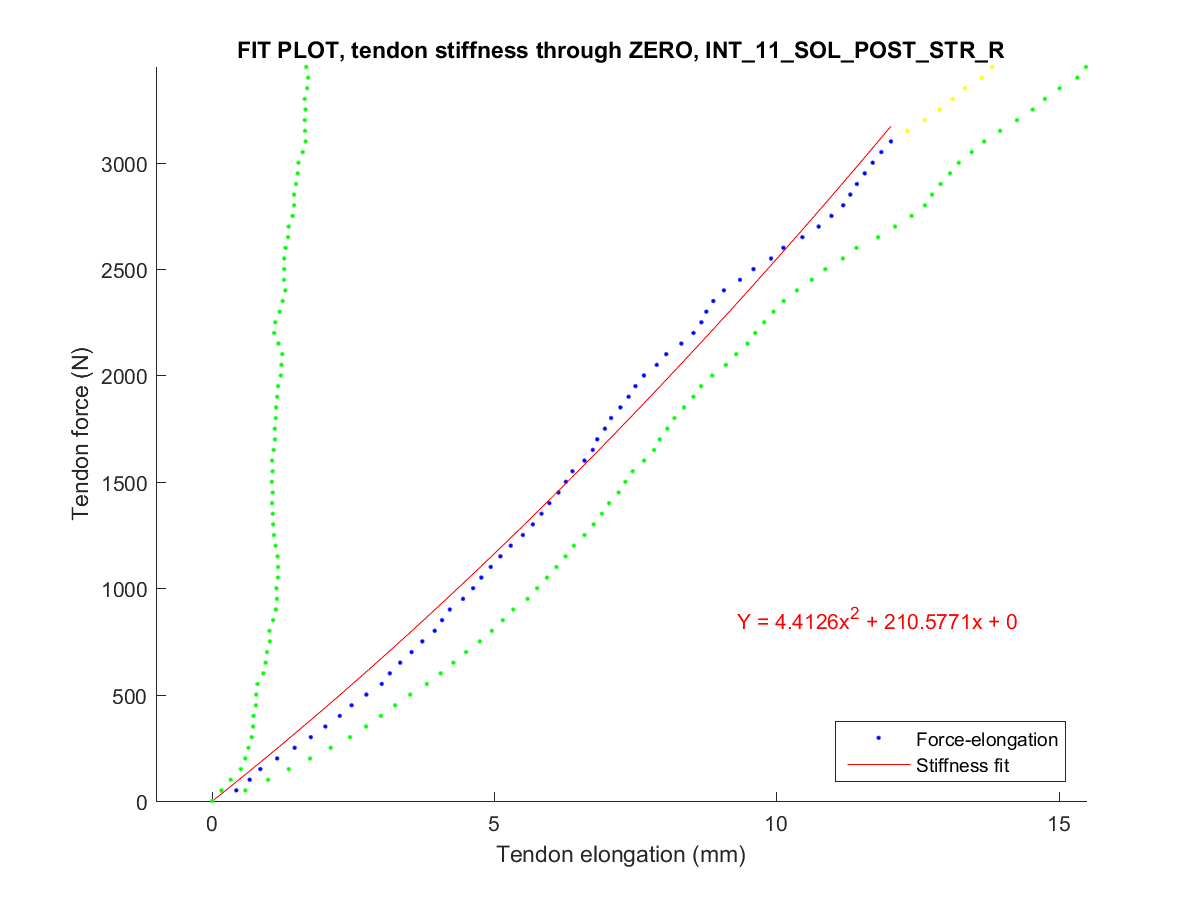 FIT PLOT, tendon stiffness through ZERO, INT_11_SOL_POST_STR_R
Tendon force (N)
3000
2500
2000
1500
1000
500
0
Y = 4.4126x² + 210.5771x + 0
Force-elongation
Stiffness fit
0 5 10 15
Tendon elongation (mm)